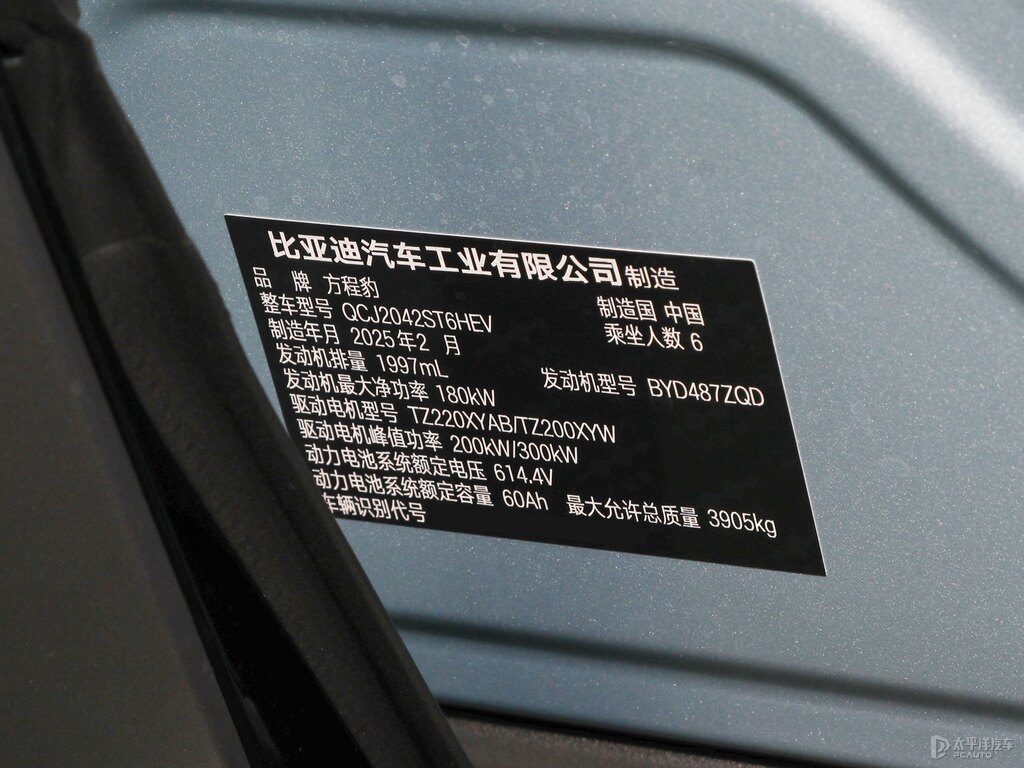 比亚迪汽车工业有限公司制造
品 牌 方程豹
制造国 中国
整车型号 QCJ2042ST6HEV
乘坐人数 6
制造年月 2025年2 月
发动机排量 1997mL
发动机型号 BYD487ZQD
发动机最大净功率 180kW
驱动电机型号 TZ220XYAB/TZ200XYW
驱动电机峰值功率 200kW/300kW
动力电池系统额定电压 614.4V
动力电池系统额定容量 60Ah 最大允许总质量 3905kg
车辆识别代号
太平洋汽车
PCAUTO